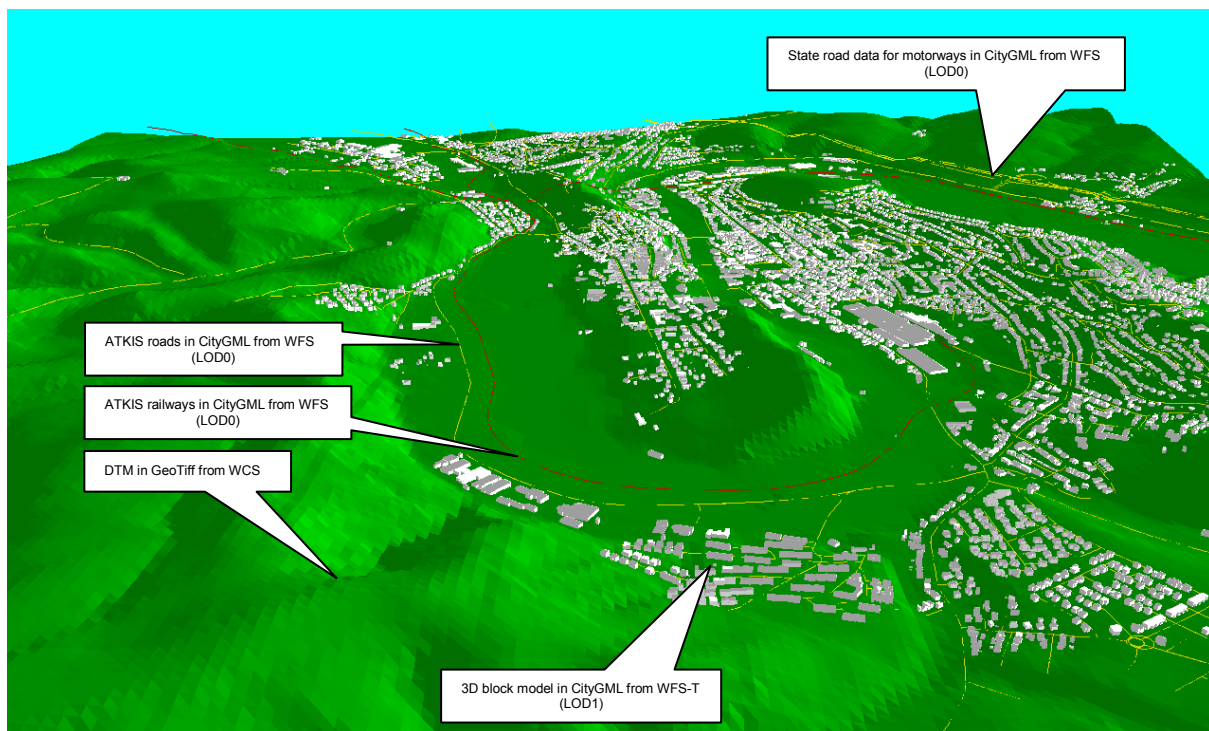 State road data for motorways in CityGML from WFS
(LOD0)
ATKIS roads in CityGML from WFS
(LOD0)
ATKIS railways in CityGML from WFS
(LOD0)
DTM in GeoTiff from WCS
3D block model in CityGML from WFS-T
(LOD1)